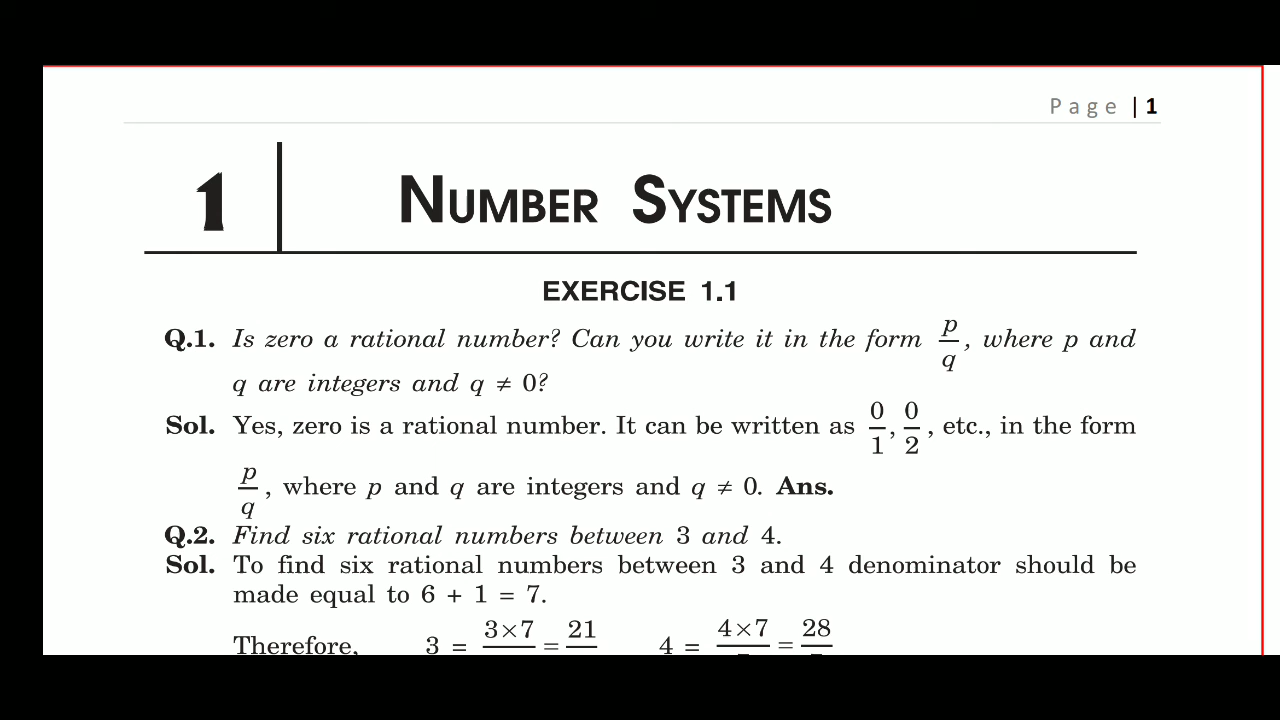 Page | 1
1 NUMBER SYSTEMS
EXERCISE 1.1
Q.1. Is zero a rational number? Can you write it in the form p/q, where p and
q are integers and q ≠ 0?
Sol. Yes, zero is a rational number. It can be written as 0/1, 0/2, etc., in the form
p/q, where p and q are integers and q ≠ 0. Ans.
Q.2. Find six rational numbers between 3 and 4.
Sol. To find six rational numbers between 3 and 4 denominator should be
made equal to 6 + 1 = 7.
Therefore, 3 = 3×7 = 21 4 = 4×7 = 28